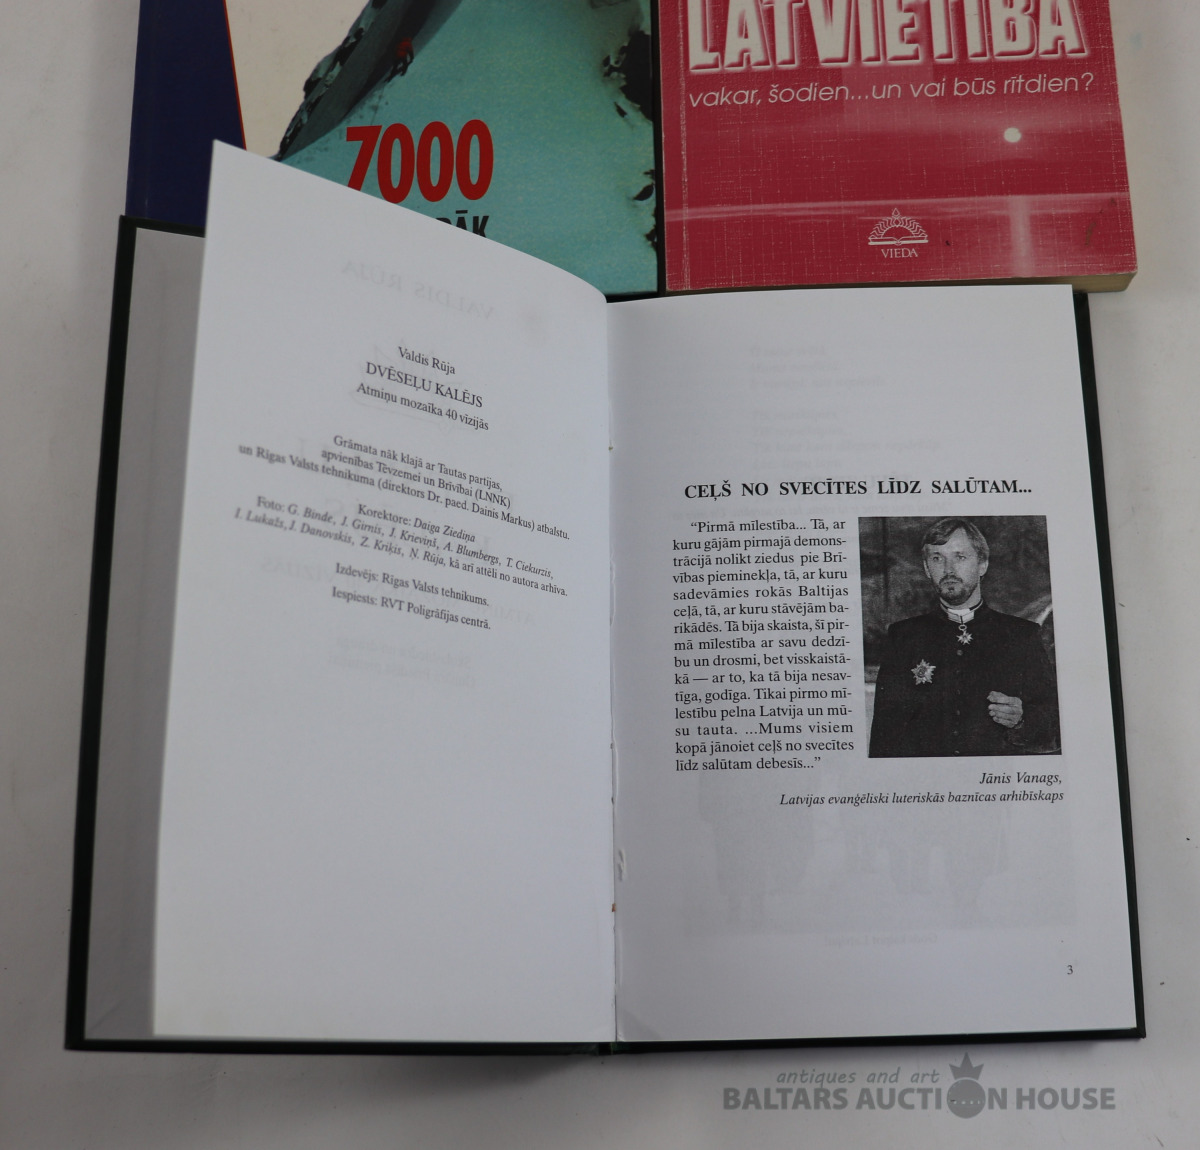 7000
LATVIETĪBA
vakar, šodien...un vai būs rītdien?
VIEDA
Valdis Rūja
DVĒSEĻU KALĒJS
Atmiņu mozaīka 40 vīzijās
Grāmata nāk klajā ar Tautas partijas,
apvienības Tēvzemei un Brīvībai (LNNK)
un Rīgas Valsts tehnikuma (direktors Dr. paed. Dainis Markus) atbalstu.
Korektore: Daiga Ziediņa
Foto: G. Binde, J. Girnis, J. Krieviņš, A. Blumbergs, T. Ciekurzis,
I. Lukažs, J. Danovskis, Z. Kriķis, N. Rūja, kā arī attēli no autora arhīva.
Izdevējs: Rīgas Valsts tehnikums.
Iespiests: RVT Poligrāfijas centrā.
CEĻŠ NO SVECĪTES LĪDZ SALŪTAM...
“Pirmā mīlestība... Tā, ar
kuru gājām pirmajā demons-
trācijā nolikt ziedus pie Brī-
vības pieminekļa, tā, ar kuru
sadevāmies rokās Baltijas
ceļā, tā, ar kuru stāvējām ba-
rikādēs. Tā bija skaista, šī pir-
mā mīlestība ar savu dedzī-
bu un drosmi, bet visskaistā-
kā — ar to, ka tā bija nesav-
tīga, godīga. Tikai pirmo mī-
lestību pelna Latvija un mū-
su tauta. ...Mums visiem
kopā jānoiet ceļš no svecītes
līdz salūtam debesīs...”
Jānis Vanags,
Latvijas evaņģēliski luteriskās baznīcas arhibīskaps
3
antiques and art
BALTARS AUCTION HOUSE